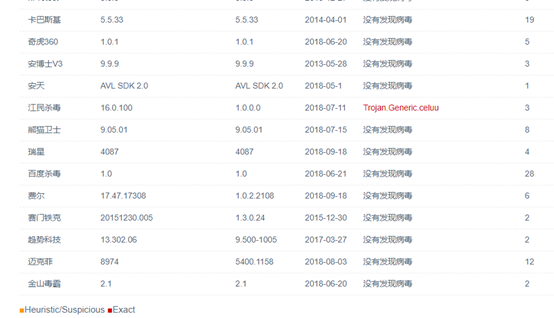 卡巴斯基 5.5.33 5.5.33 2014-04-01 没有发现病毒 19
奇虎360 1.0.1 1.0.1 2018-06-20 没有发现病毒 5
安博士V3 9.9.9 9.9.9 2013-05-28 没有发现病毒 3
安天 AVL SDK 2.0 AVL SDK 2.0 2018-05-1 没有发现病毒 1
江民杀毒 16.0.100 1.0.0.0 2018-07-11 Trojan.Generic.celuu 3
熊猫卫士 9.05.01 9.05.01 2018-07-15 没有发现病毒 8
瑞星 4087 4087 2018-09-18 没有发现病毒 4
百度杀毒 1.0 1.0 2018-06-21 没有发现病毒 28
费尔 17.47.17308 1.0.2.2108 2018-09-18 没有发现病毒 6
赛门铁克 20151230.005 1.3.0.24 2015-12-30 没有发现病毒 2
趋势科技 13.302.06 9.500-1005 2017-03-27 没有发现病毒 2
迈克菲 8974 5400.1158 2018-08-03 没有发现病毒 12
金山毒霸 2.1 2.1 2018-06-20 没有发现病毒 2
Heuristic/Suspicious Exact